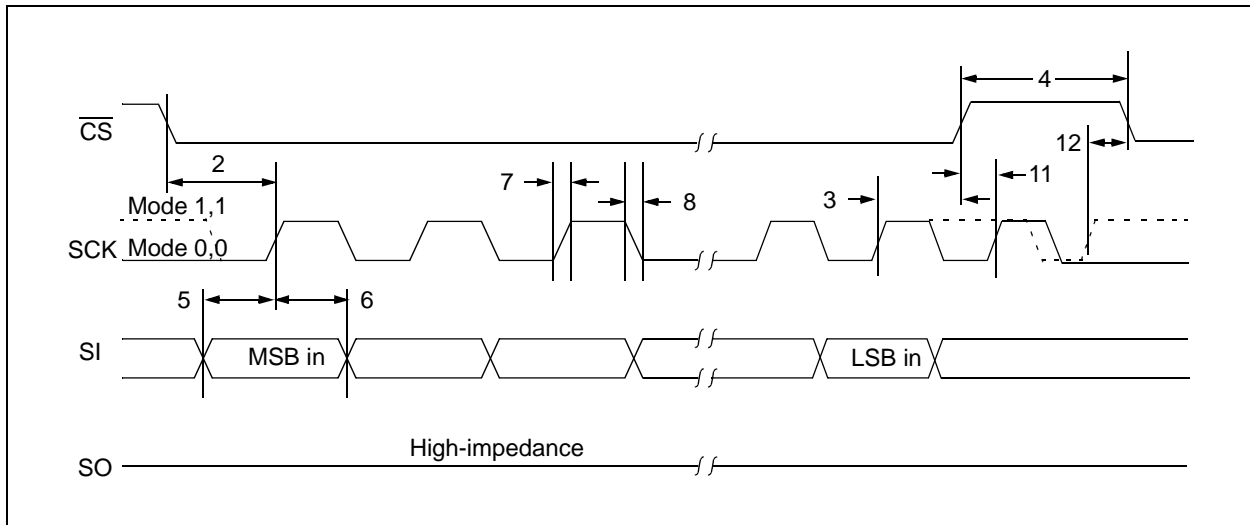 4
CS
12
2
7
8
3
11
Mode 1,1
SCK Mode 0,0
5
6
SI
MSB in
LSB in
High-impedance
SO